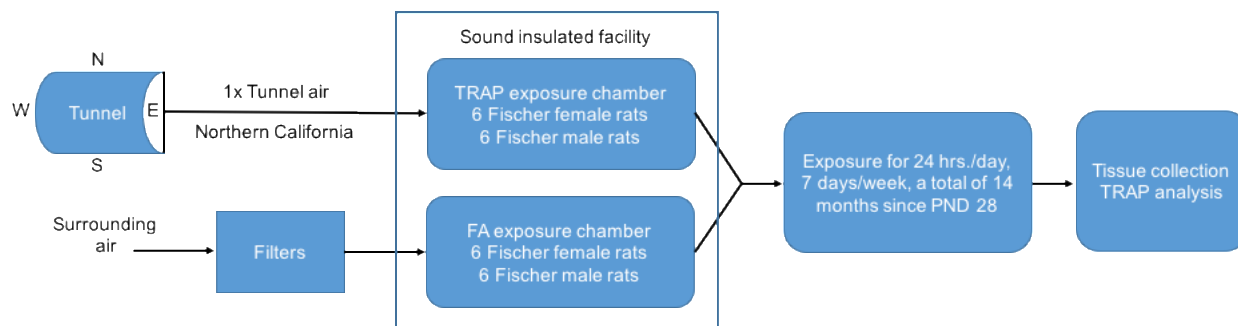 N
W
Tunnel
E
S
1x Tunnel air
Northern California
Surrounding
air
Filters
Sound insulated facility
TRAP exposure chamber
6 Fischer female rats
6 Fischer male rats
FA exposure chamber
6 Fischer female rats
6 Fischer male rats
Exposure for 24 hrs./day,
7 days/week, a total of 14
months since PND 28
Tissue collection
TRAP analysis